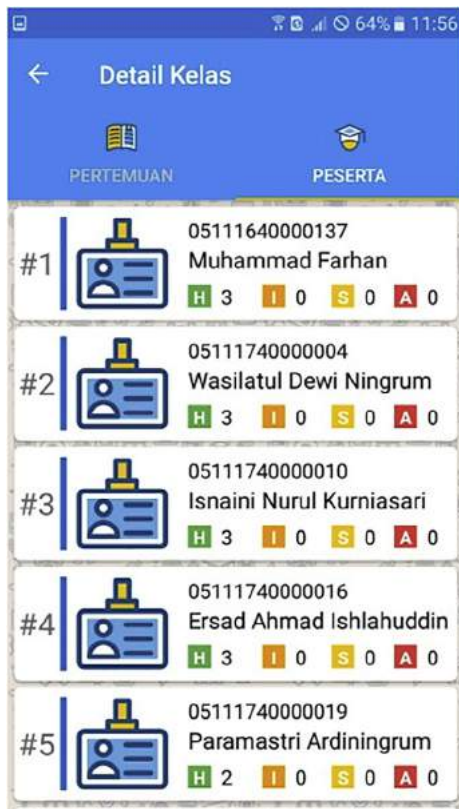 64% 11:56
Detail Kelas
PERTEMUAN PESERTA
#1
05111640000137
Muhammad Farhan
H 3 I 0 S 0 A 0
#2
05111740000004
Wasilatul Dewi Ningrum
H 3 I 0 S 0 A 0
#3
05111740000010
Isnaini Nurul Kurniasari
H 3 I 0 S 0 A 0
#4
05111740000016
Ersad Ahmad Ishlahuddin
H 3 I 0 S 0 A 0
#5
05111740000019
Paramastri Ardiningrum
H 2 I 0 S 0 A 0